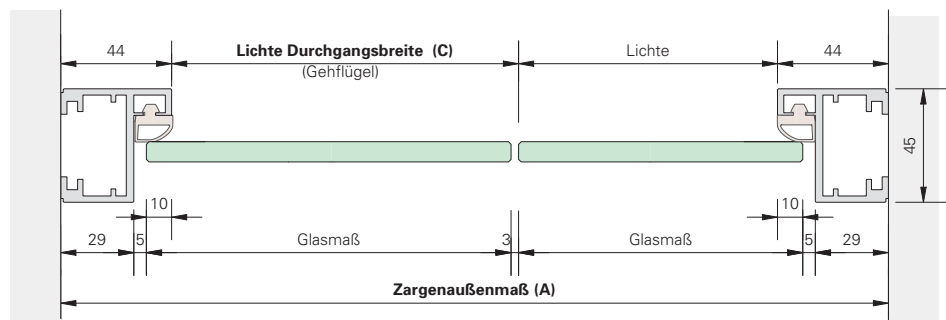 44 Lichte Durchgangsbreite (C) Lichte 44
(Gehflügel)
45
10 10
29 5 Glasmaß 3 Glasmaß 5 29
Zargenaußenmaß (A)